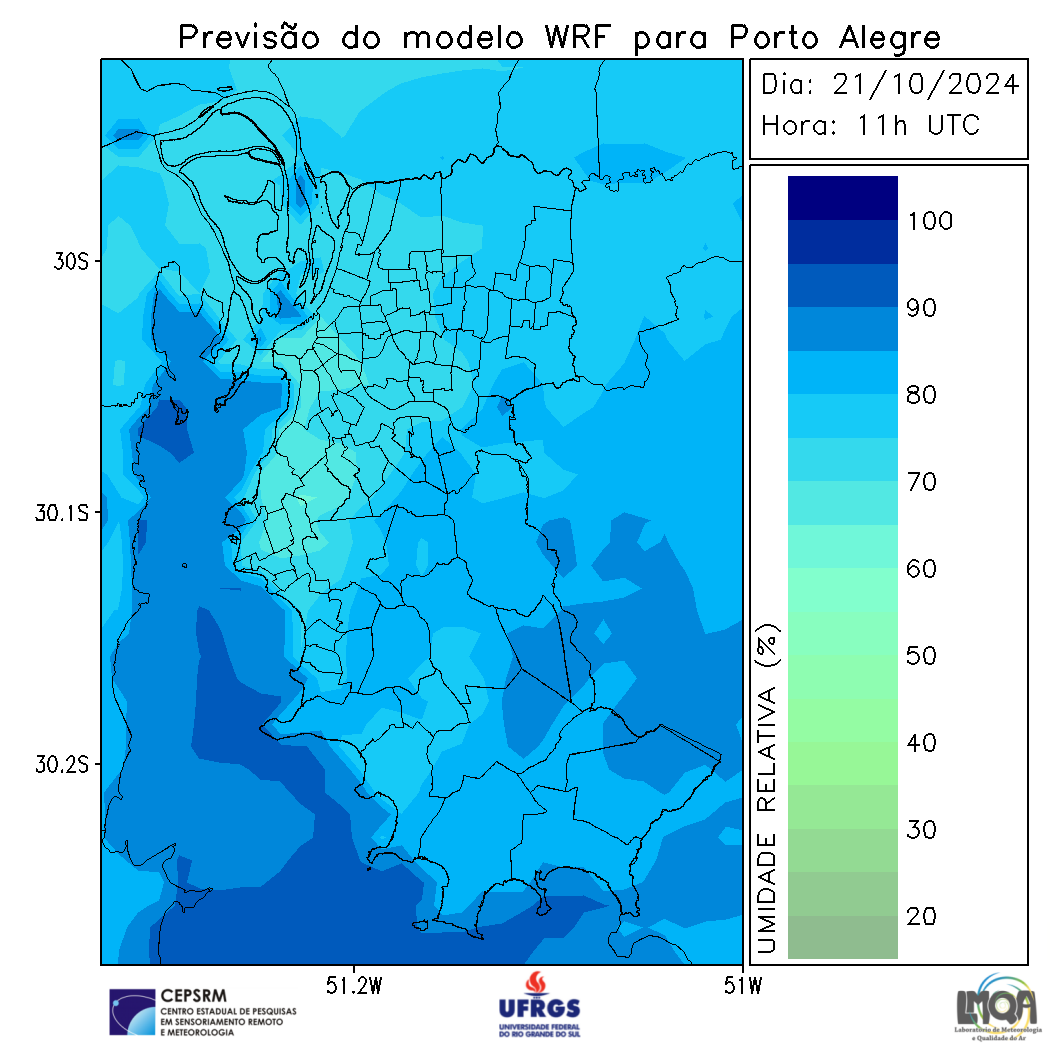 Previsão do modelo WRF para Porto Alegre
Dia: 21/10/2024
Hora: 11h UTC
30S
30.1S
30.2S
51.2W
51W
UMIDADE RELATIVA (%)
100
90
80
70
60
50
40
30
20
CEPSRM
CENTRO ESTADUAL DE PESQUISAS
EM SENSORIAMENTO REMOTO
E METEOROLOGIA
UFRGS
UNIVERSIDADE FEDERAL
DO RIO GRANDE DO SUL
LMQA
Laboratório de Meteorologia
e Qualidade do Ar